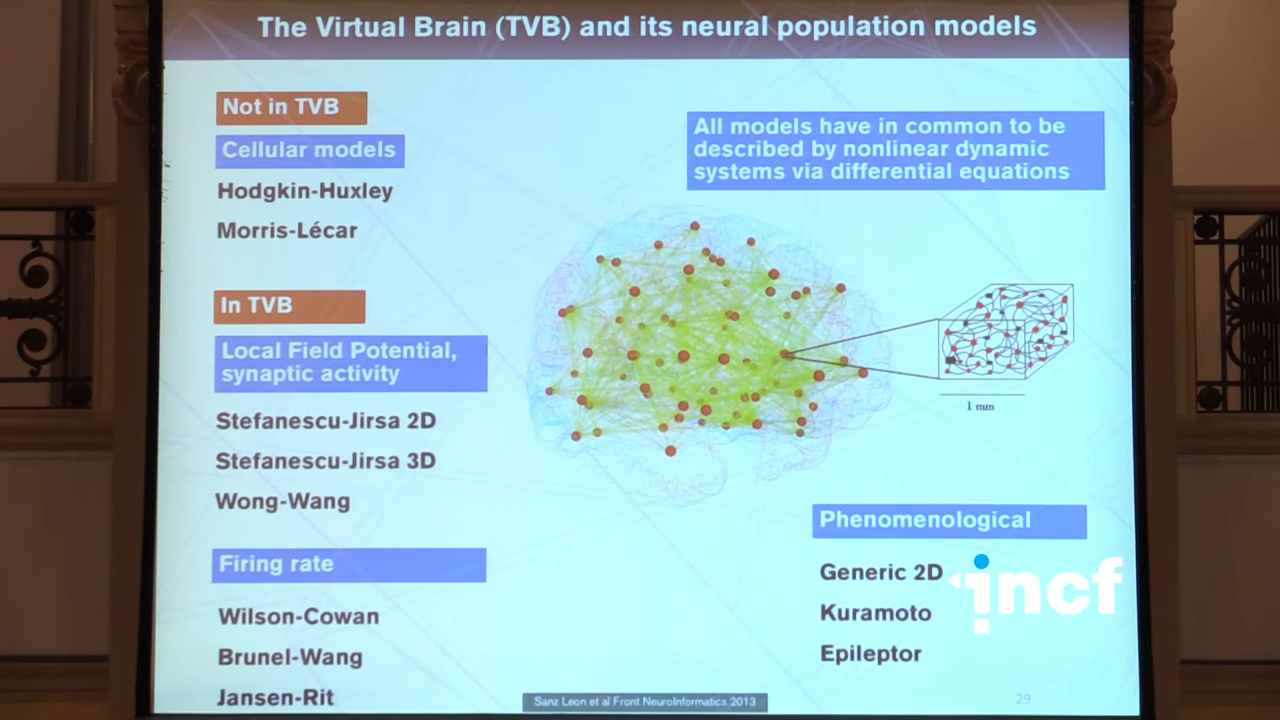 The Virtual Brain (TVB) and its neural population models
Not in TVB
Cellular models
Hodgkin-Huxley
Morris-Lécar
All models have in common to be
described by nonlinear dynamic
systems via differential equations
In TVB
Local Field Potential,
synaptic activity
Stefanescu-Jirsa 2D
Stefanescu-Jirsa 3D
Wong-Wang
1 mm
Firing rate
Wilson-Cowan
Brunel-Wang
Jansen-Rit
Phenomenological
Generic 2D
Kuramoto
Epileptor
incf
Sanz Leon et al Front NeuroInformatics 2013
29